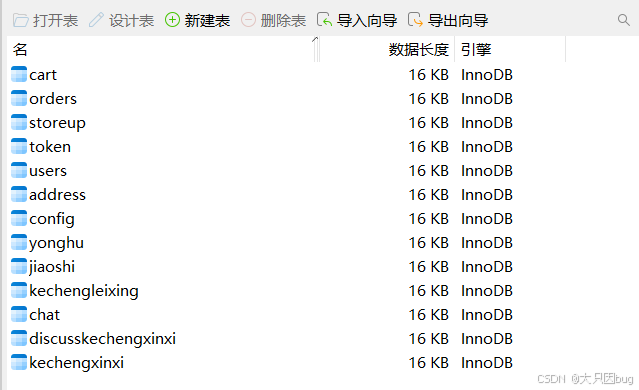 打开表 设计表 新建表 删除表 导入向导 导出向导
名 数据长度 引擎
cart 16 KB InnoDB
orders 16 KB InnoDB
storeup 16 KB InnoDB
token 16 KB InnoDB
users 16 KB InnoDB
address 16 KB InnoDB
config 16 KB InnoDB
yonghu 16 KB InnoDB
jiaoshi 16 KB InnoDB
kechengleixing 16 KB InnoDB
chat 16 KB InnoDB
discusskechengxinxi 16 KB InnoDB
kechengxinxi 16 KB InnoDB
CSDN @大只因bug